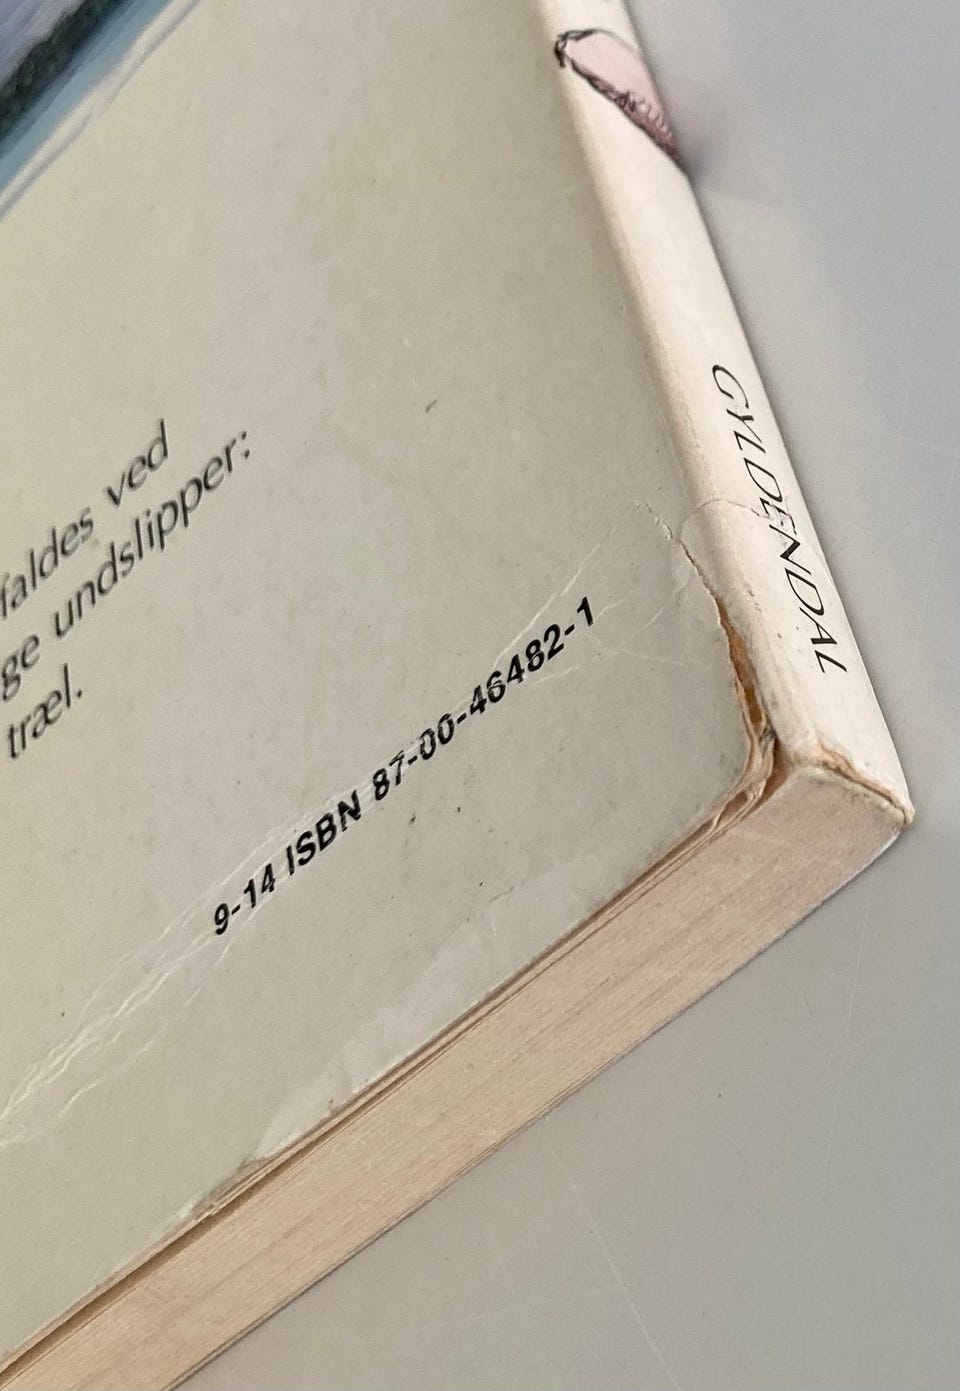 faldes ved
ge undslipper:
træl.
9-14 ISBN 87-00-46482-1
GYLDENDAL